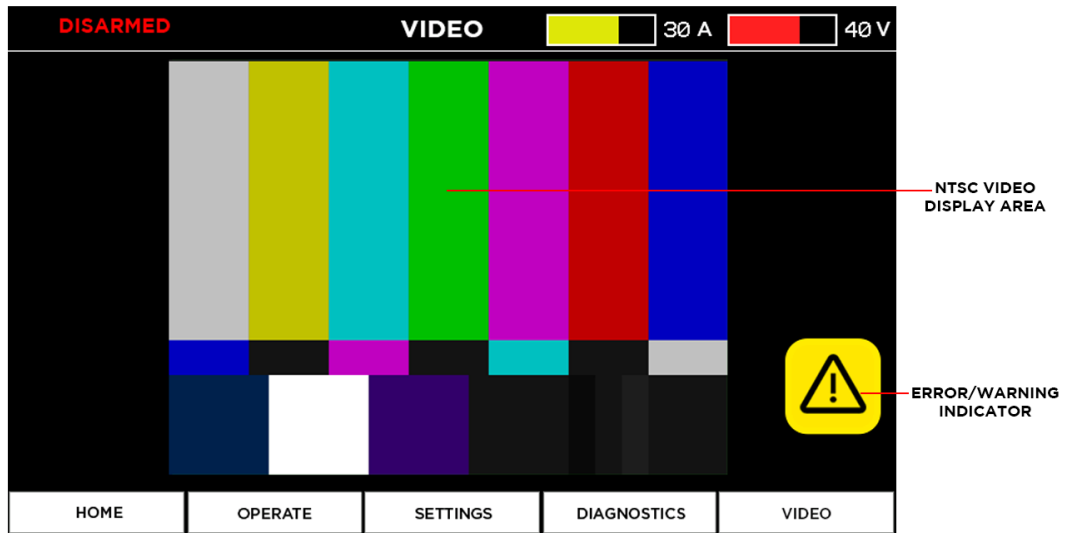 DISARMED VIDEO 30 A 40 V
NTSC VIDEO
DISPLAY AREA
ERROR/WARNING
INDICATOR
HOME OPERATE SETTINGS DIAGNOSTICS VIDEO